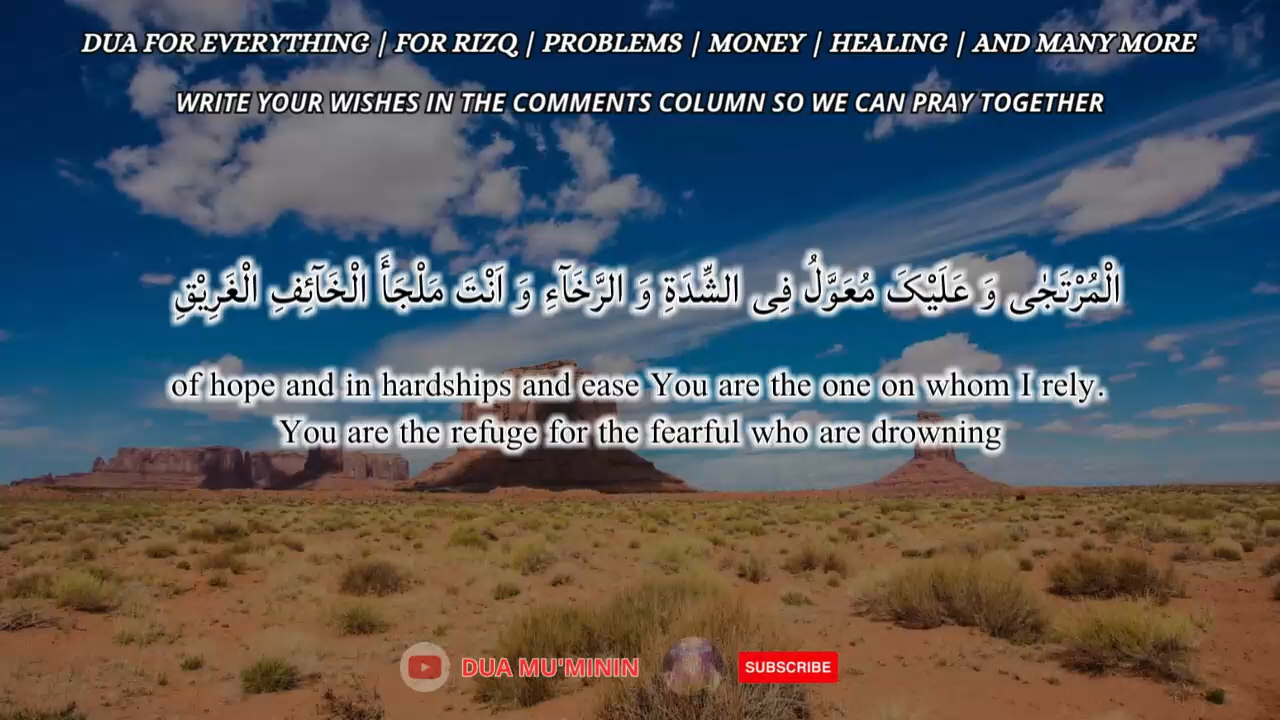 DUA FOR EVERYTHING | FOR RIZQ | PROBLEMS | MONEY | HEALING | AND MANY MORE
WRITE YOUR WISHES IN THE COMMENTS COLUMN SO WE CAN PRAY TOGETHER
الْمُرْتَجٰی وَ عَلَیْکَ مُعَوَّلُ فِی الشِّدَةِ وَ الرَّخَآءِ وَ اَنْتَ مَلْجَأَ الْخَآئِفِ الْغَرِیْقِ
of hope and in hardships and ease You are the one on whom I rely.
You are the refuge for the fearful who are drowning
DUA MU'MININ
SUBSCRIBE